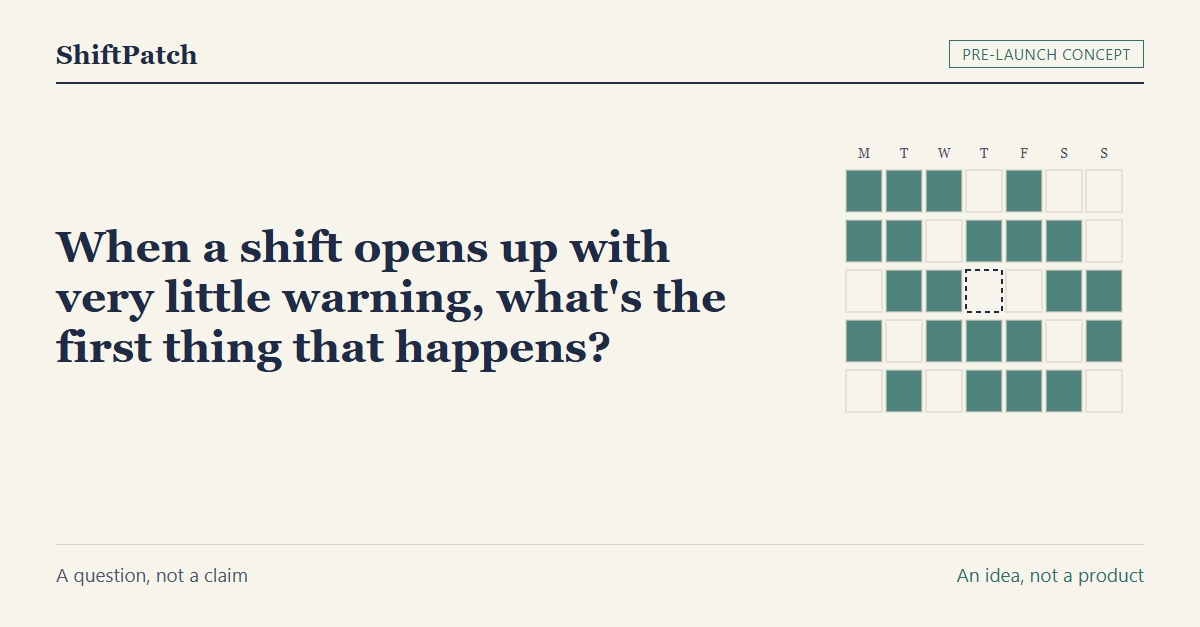 ShiftPatch
PRE-LAUNCH CONCEPT
M T W T F S S
When a shift opens up with
very little warning, what's the
first thing that happens?
A question, not a claim
An idea, not a product